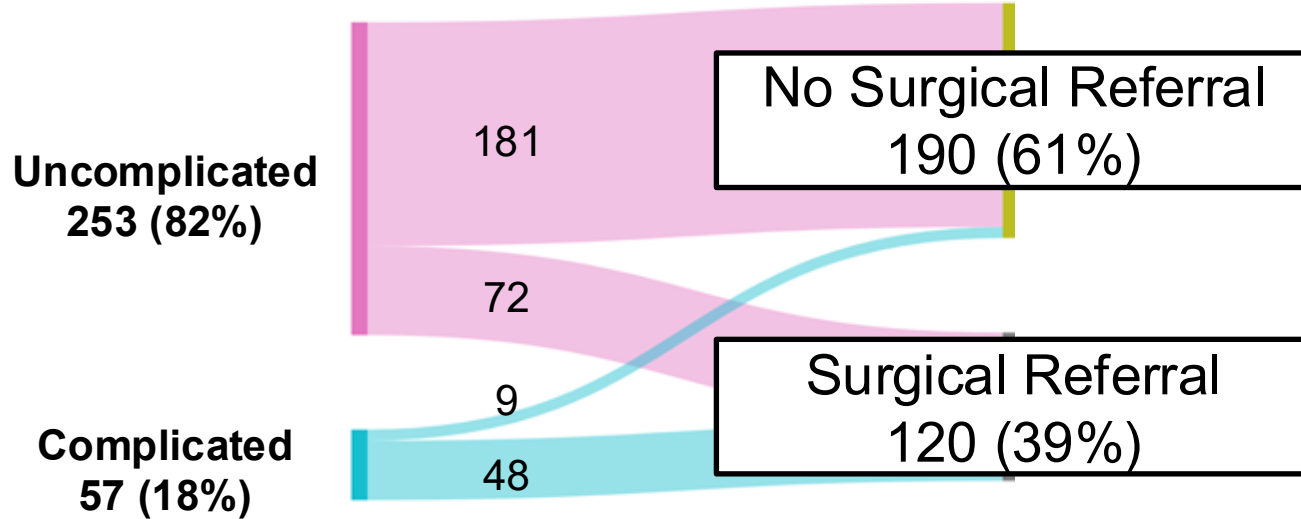 Uncomplicated
253 (82%)
181
72
No Surgical Referral
190 (61%)
Complicated
57 (18%)
9
48
Surgical Referral
120 (39%)